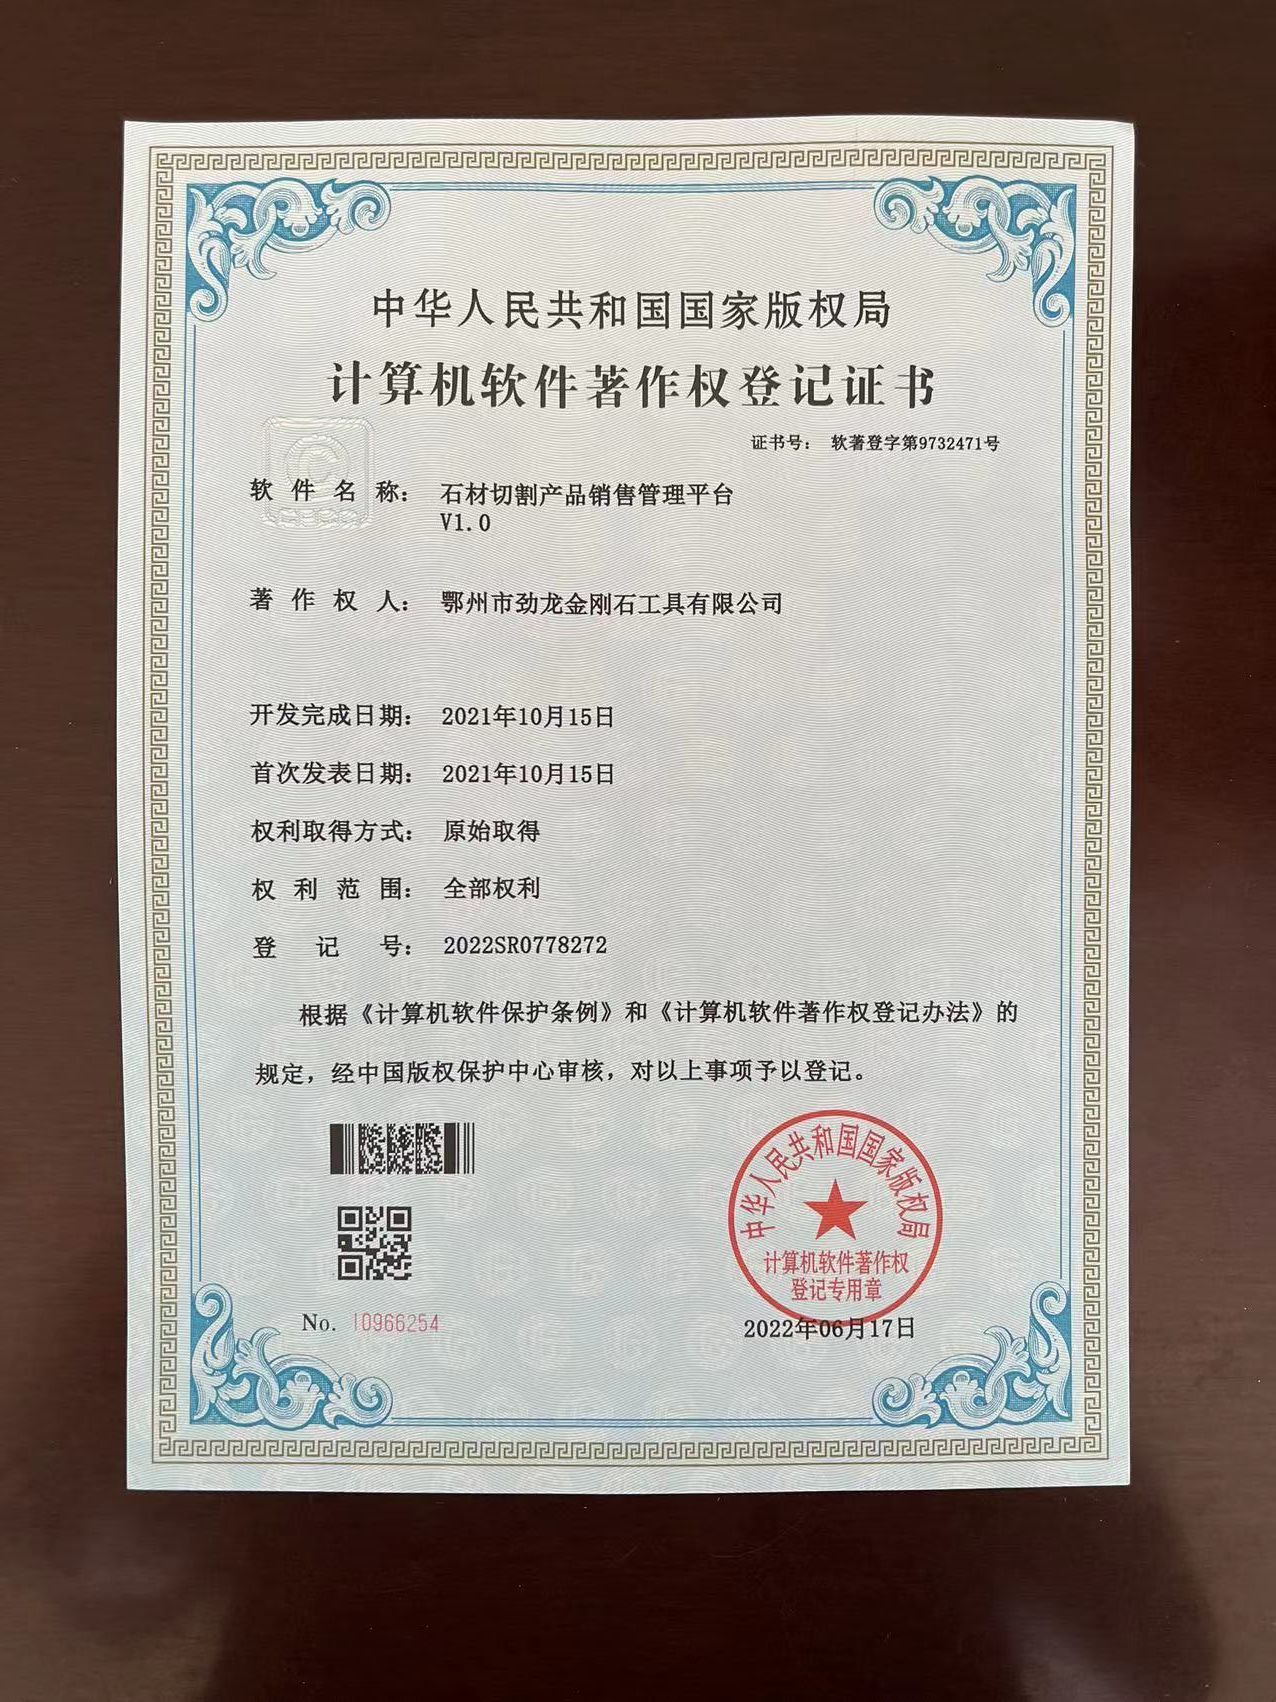 中华人民共和国国家版权局
计算机软件著作权登记证书
证书号： 软著登字第9732471号
软件名称： 石材切割产品销售管理平台
V1.0
著作权人： 鄂州市劲龙金刚石工具有限公司
开发完成日期： 2021年10月15日
首次发表日期： 2021年10月15日
权利取得方式： 原始取得
权利范围： 全部权利
登记号： 2022SR0778272
根据《计算机软件保护条例》和《计算机软件著作权登记办法》的
规定，经中国版权保护中心审核，对以上事项予以登记。
中华人民共和国国家版权局
计算机软件著作权
登记专用章
No. 10966254
2022年06月17日